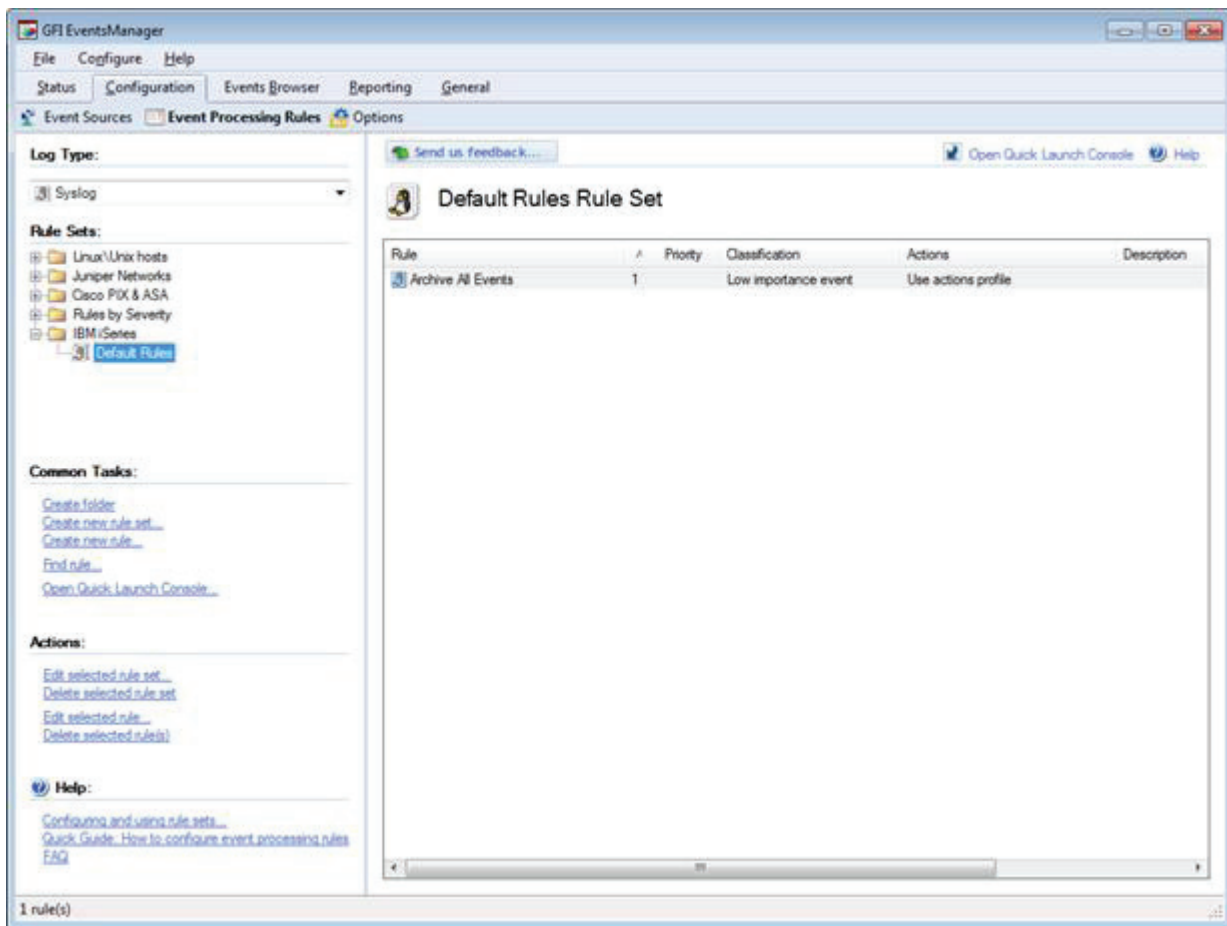 GFI EventsManager
File Configure Help
Status Configuration Events Browser Reporting General
Event Sources Event Processing Rules Options
Log Type:
Syslog
Rule Sets:
Linux\Unix hosts
Juniper Networks
Cisco PIX & ASA
Rules by Severity
IBM iSeries
Default Rules
Common Tasks:
Create folder
Create new rule set...
Create new rule...
Find rule...
Open Quick Launch Console...
Actions:
Edit selected rule set...
Delete selected rule set
Edit selected rule...
Delete selected rule(s)
Help:
Configuring and using rule sets...
Quick Guide: How to configure event processing rules
FAQ
Send us feedback...
Open Quick Launch Console Help
Default Rules Rule Set
Rule Priority Classification Actions Description
Archive All Events 1 Low importance event Use actions profile
1 rule(s)